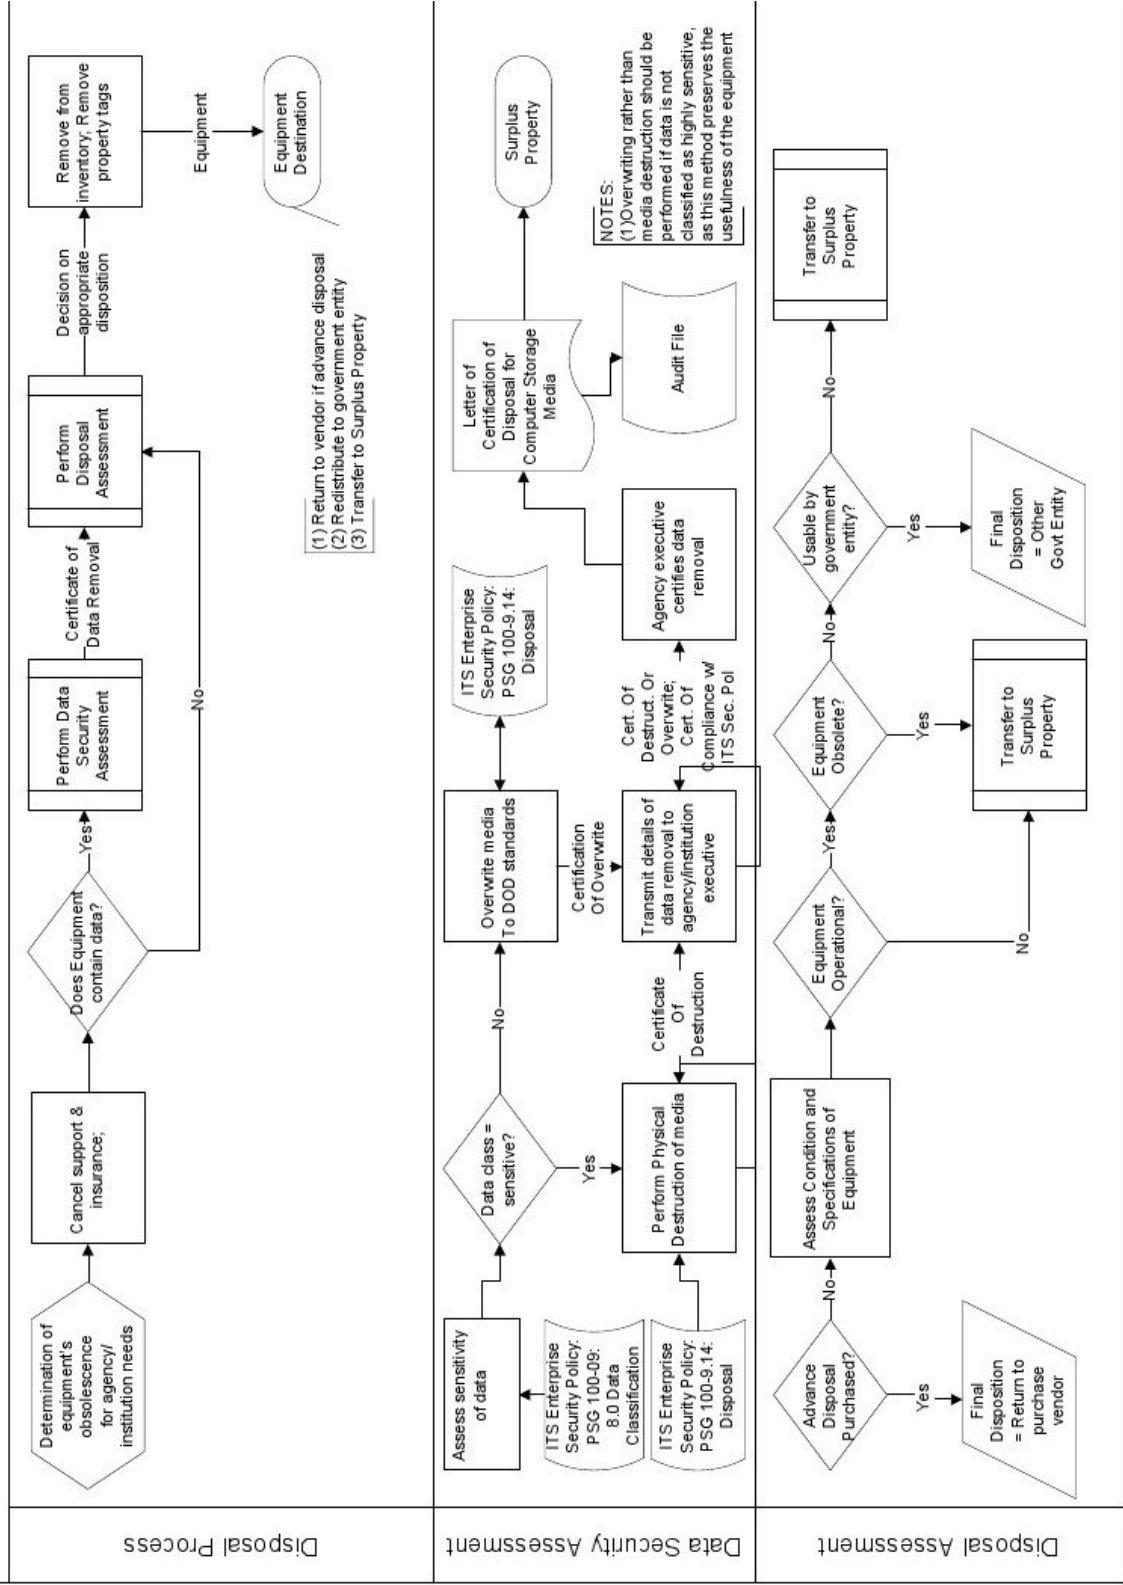 Disposal Process
Determination of
equipment's
obsolescence
for agency/
institution needs
Cancel support &
insurance;
Does Equipment
contain data?
Yes
No
Perform Data
Security
Assessment
Certificate of
Data Removal
Perform
Disposal
Assessment
Decision on
appropriate
disposition
Remove from
inventory; Remove
property tags
Equipment
Equipment
Destination
(1) Return to vendor if advance disposal
(2) Redistribute to government entity
(3) Transfer to Surplus Property
Data Security Assessment
Assess sensitivity
of data
ITS Enterprise
Security Policy:
PSG 100-09:
8.0 Data
Classification
ITS Enterprise
Security Policy:
PSG 100-9.14:
Disposal
Data class =
sensitive?
No
Yes
Perform Physical
Destruction of media
Certificate
Of
Destruction
Overwrite media
To DOD standards
ITS Enterprise
Security Policy:
PSG 100-9.14:
Disposal
Certification
Of Overwrite
Transmit details of
data removal to
agency/institution
executive
Cert. Of
Destruct. Or
Overwrite;
Cert. Of
Compliance w/
ITS Sec. Pol
Agency executive
certifies data
removal
Letter of
Certification of
Disposal for
Computer Storage
Media
Audit File
Surplus
Property
NOTES:
(1)Overwriting rather than
media destruction should be
performed if data is not
classified as highly sensitive,
as this method preserves the
usefulness of the equipment
Disposal Assessment
Advance
Disposal
Purchased?
Yes
Final
Disposition
= Return to
purchase
vendor
No
Assess Condition and
Specifications of
Equipment
Equipment
Operational?
Yes
No
Equipment
Obsolete?
Yes
Transfer to
Surplus
Property
No
Usable by
government
entity?
Yes
Final
Disposition
= Other
Govt Entity
No
Transfer to
Surplus
Property